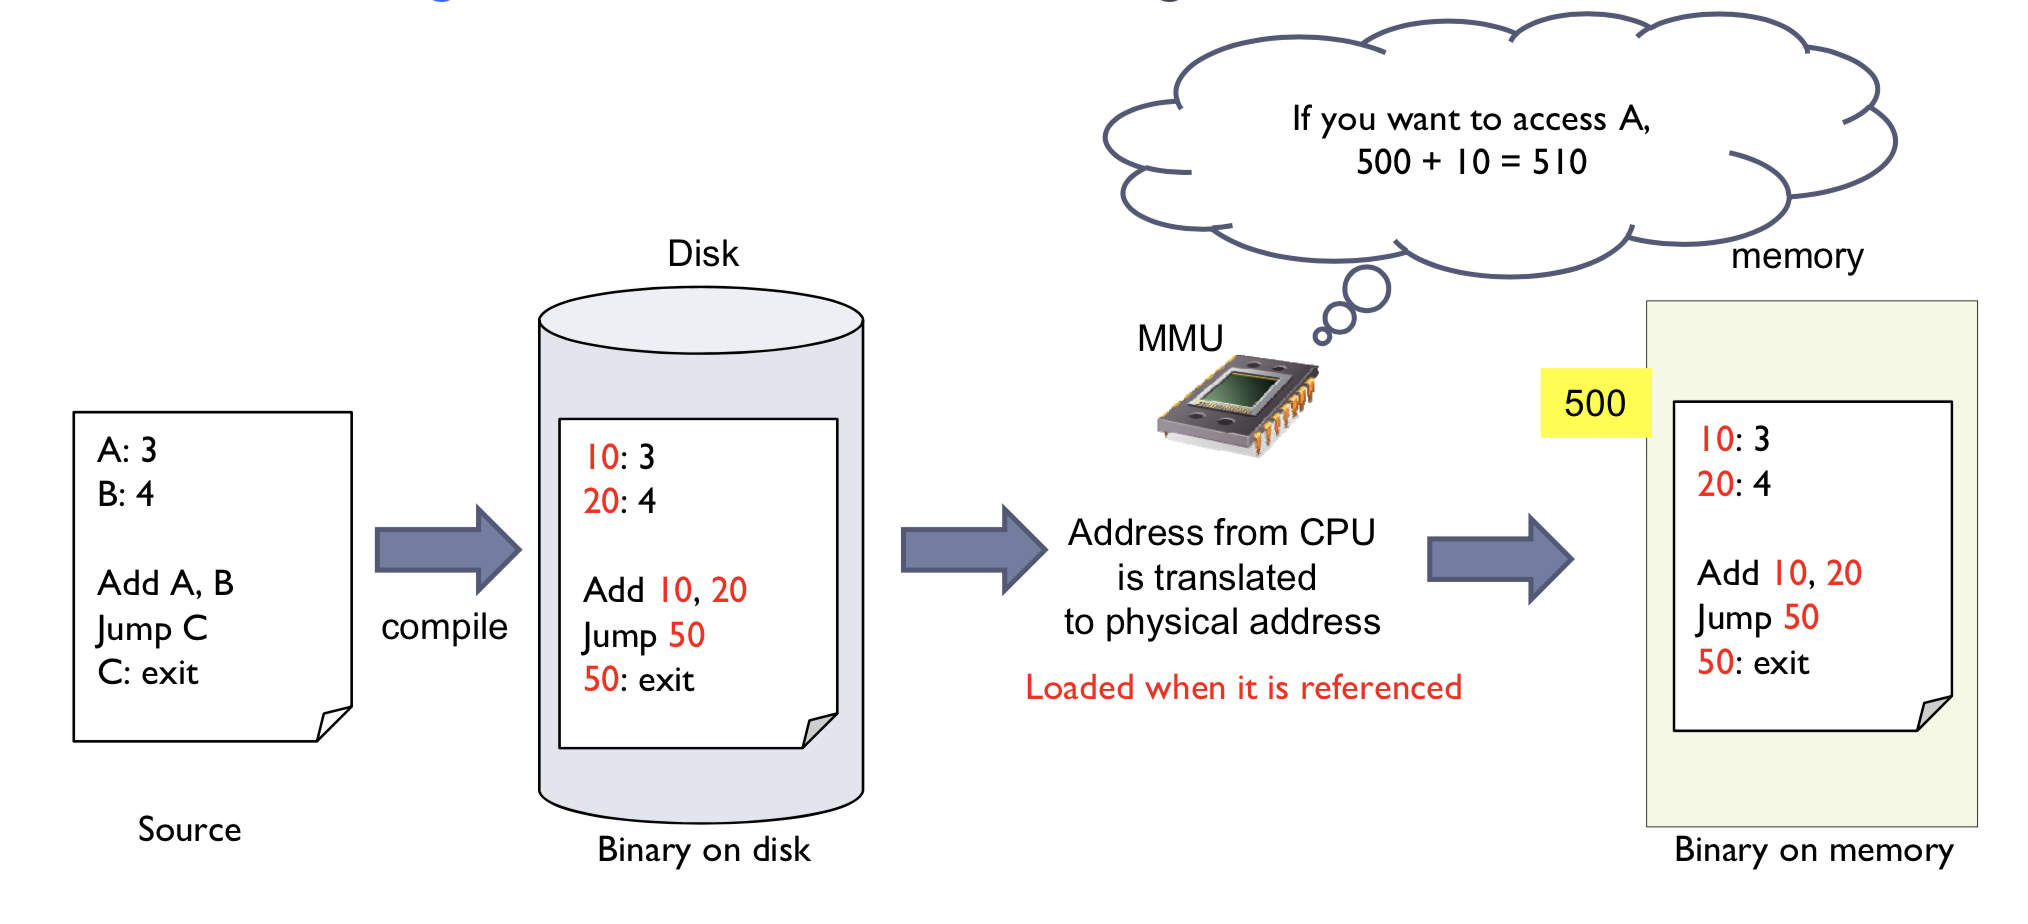 If you want to access A,
500 + 10 = 510
Disk
memory
MMU
500
A: 3
B: 4
Add A, B
Jump C
C: exit
compile
10: 3
20: 4
Add 10, 20
Jump 50
50: exit
Address from CPU
is translated
to physical address
Loaded when it is referenced
10: 3
20: 4
Add 10, 20
Jump 50
50: exit
Source
Binary on disk
Binary on memory